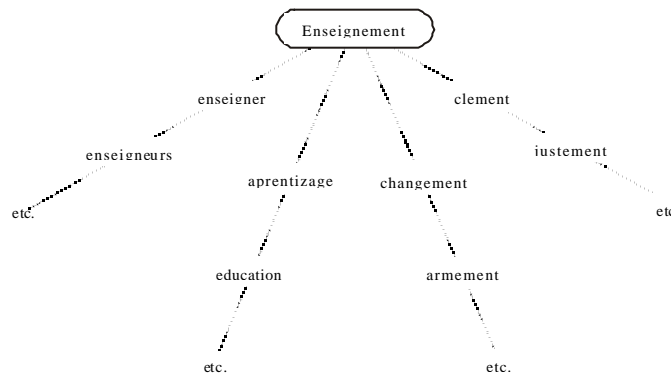 Enseignement
enseigner
clement
enseigneurs
iustement
aprentizage
changement
etc.
etc
education
armement
etc.
etc.